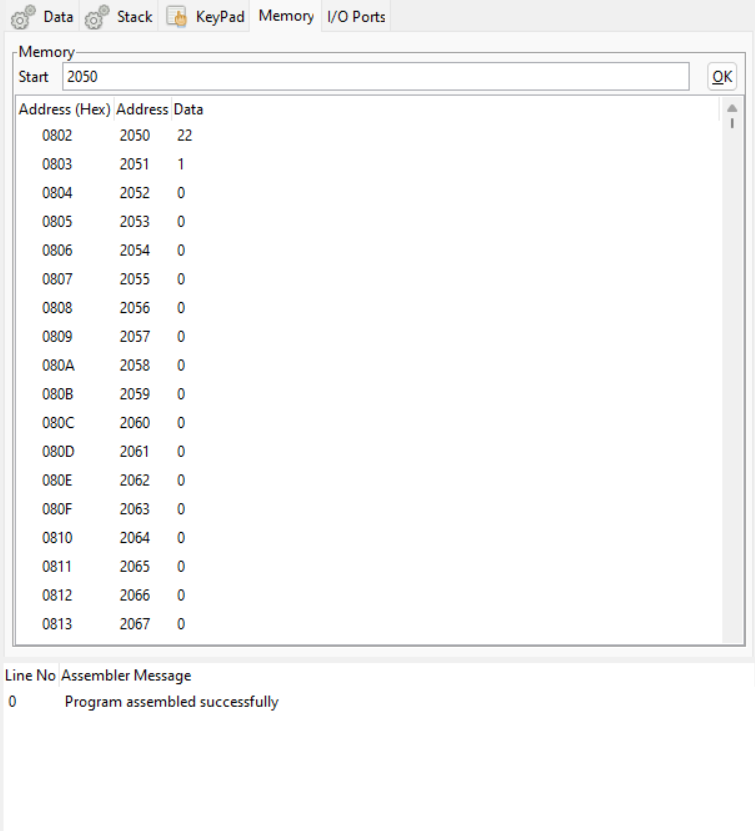 Data Stack KeyPad Memory I/O Ports
Memory
Start 2050 OK
Address (Hex) Address Data
0802 2050 22
0803 2051 1
0804 2052 0
0805 2053 0
0806 2054 0
0807 2055 0
0808 2056 0
0809 2057 0
080A 2058 0
080B 2059 0
080C 2060 0
080D 2061 0
080E 2062 0
080F 2063 0
0810 2064 0
0811 2065 0
0812 2066 0
0813 2067 0
Line No Assembler Message
0 Program assembled successfully